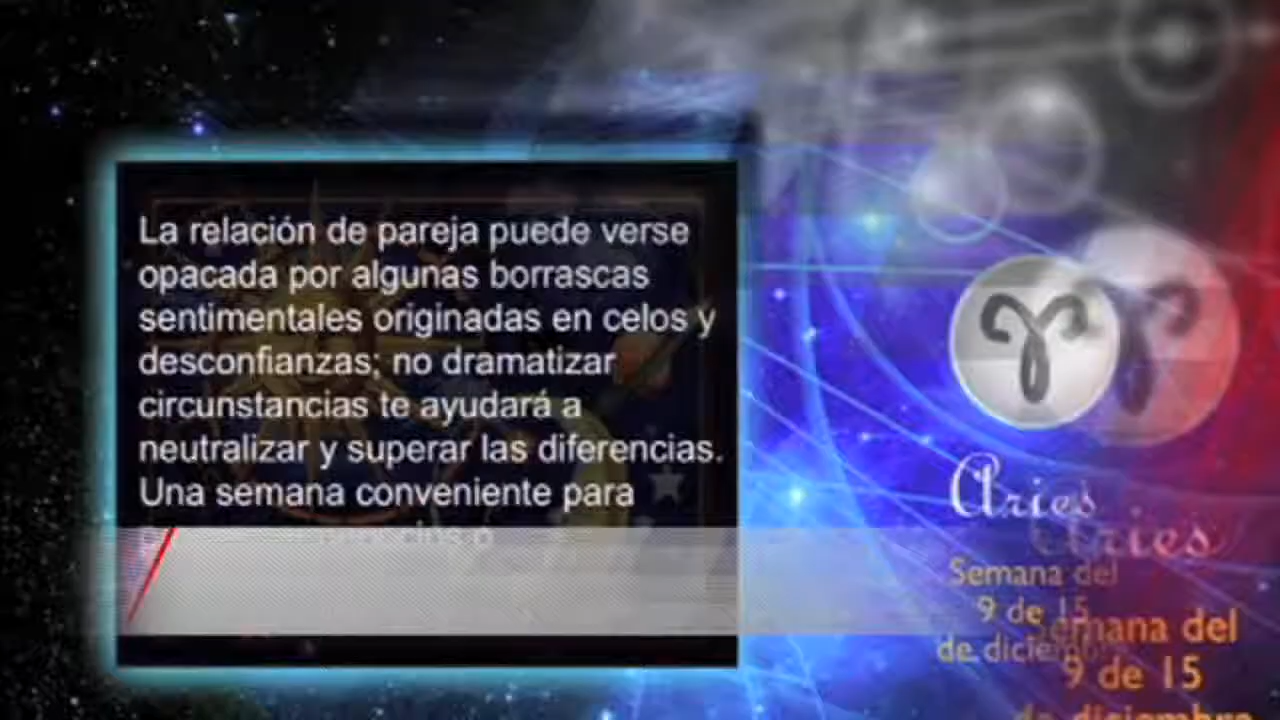 La relación de pareja puede verse
opacada por algunas borrascas
sentimentales originadas en celos y
desconfianzas; no dramatizar
circunstancias te ayudará a
neutralizar y superar las diferencias.
Una semana conveniente para
Aries
Semana del
9 de 15
de diciembre
Aries
Semana del
9 de 15
de diciembre